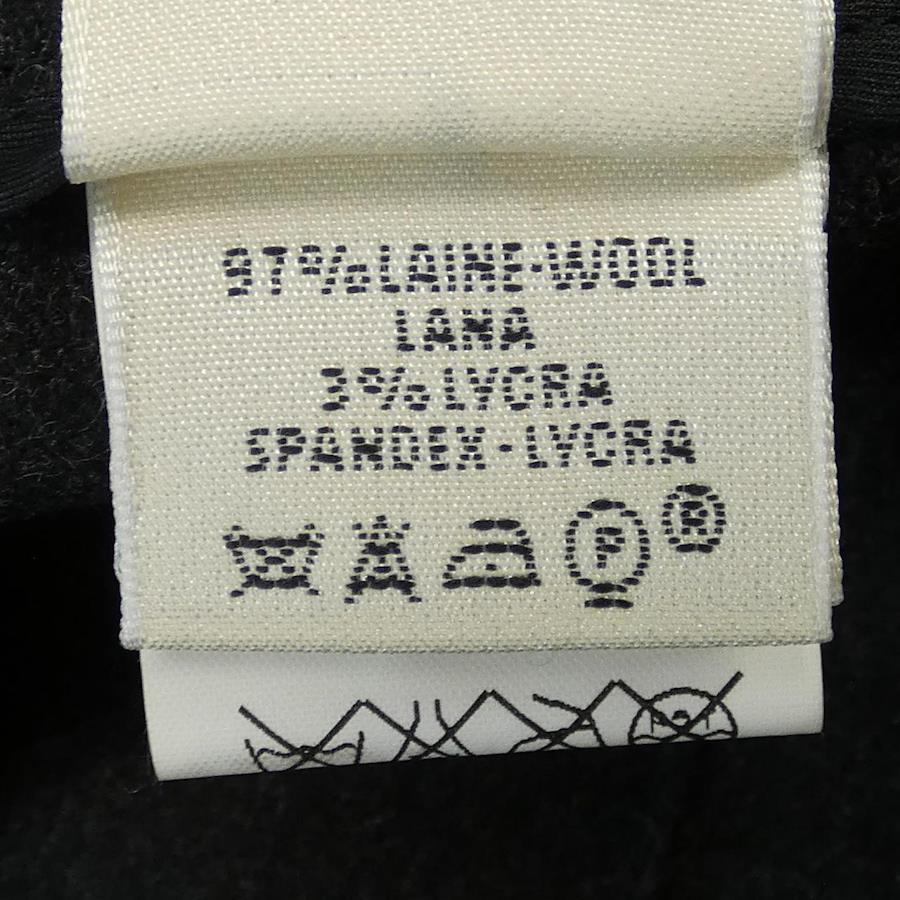 97%LAINE·WOOL
LANA
3%LYCRA
SPANDEX·LYCRA
P ®